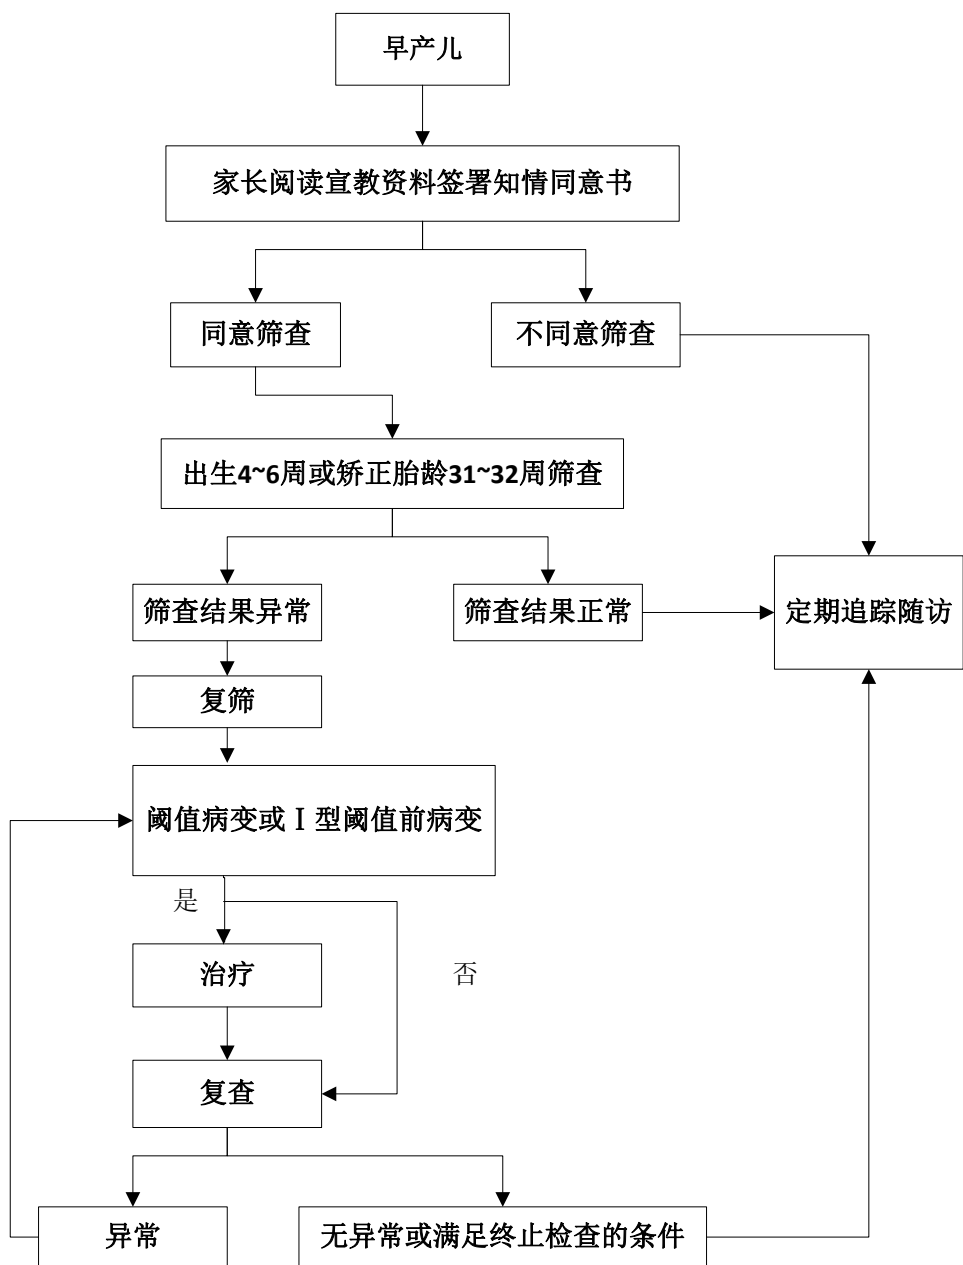 早产儿
家长阅读宣教资料签署知情同意书
同意筛查
不同意筛查
出生4~6周或矫正胎龄31~32周筛查
筛查结果异常
筛查结果正常
定期追踪随访
复筛
阈值病变或Ⅰ型阈值前病变
是
治疗
否
复查
异常
无异常或满足终止检查的条件